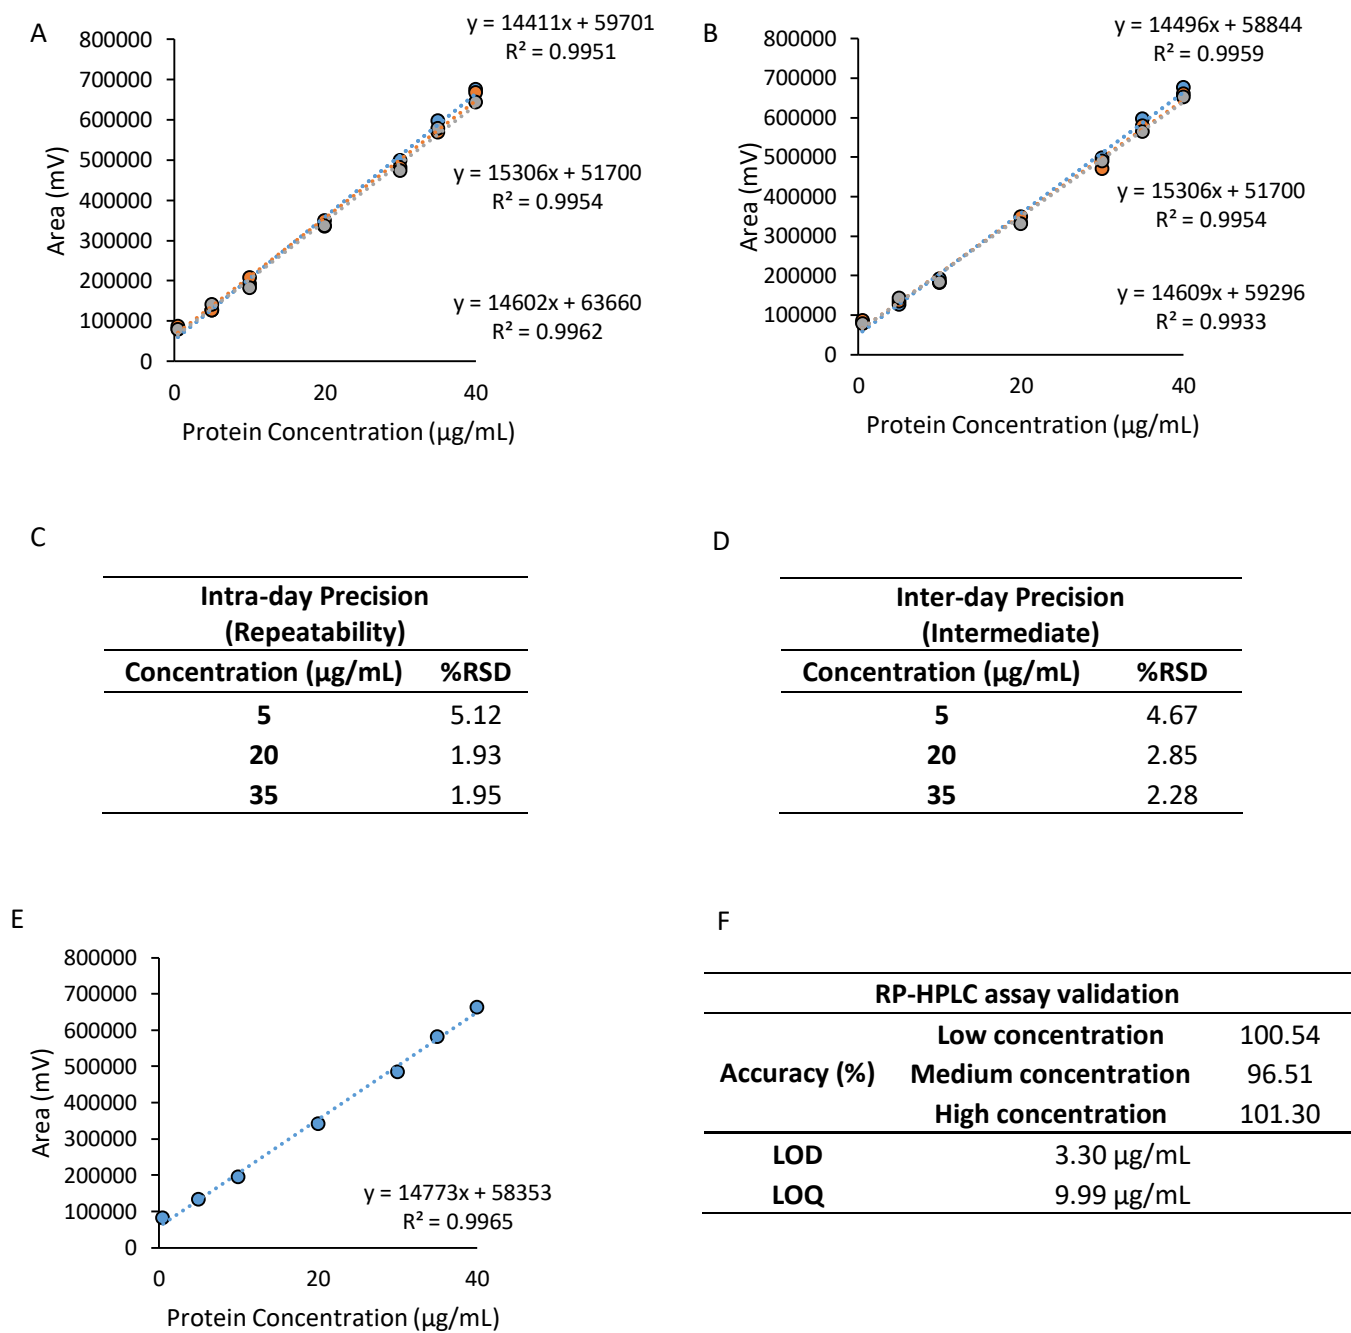 A
y = 14411x + 59701
R² = 0.9951
800000
700000
600000
500000
400000
300000
200000
100000
0
Area (mV)
y = 15306x + 51700
R² = 0.9954
y = 14602x + 63660
R² = 0.9962
0 20 40
Protein Concentration (µg/mL)
B
y = 14496x + 58844
R² = 0.9959
800000
700000
600000
500000
400000
300000
200000
100000
0
Area (mV)
y = 15306x + 51700
R² = 0.9954
y = 14609x + 59296
R² = 0.9933
0 20 40
Protein Concentration (µg/mL)
C
Intra-day Precision
(Repeatability)
Concentration (µg/mL) %RSD
5 5.12
20 1.93
35 1.95
D
Inter-day Precision
(Intermediate)
Concentration (µg/mL) %RSD
5 4.67
20 2.85
35 2.28
E
800000
700000
600000
500000
400000
300000
200000
100000
0
Area (mV)
y = 14773x + 58353
R² = 0.9965
0 20 40
Protein Concentration (µg/mL)
F
RP-HPLC assay validation
Low concentration 100.54
Accuracy (%) Medium concentration 96.51
High concentration 101.30
LOD 3.30 µg/mL
LOQ 9.99 µg/mL